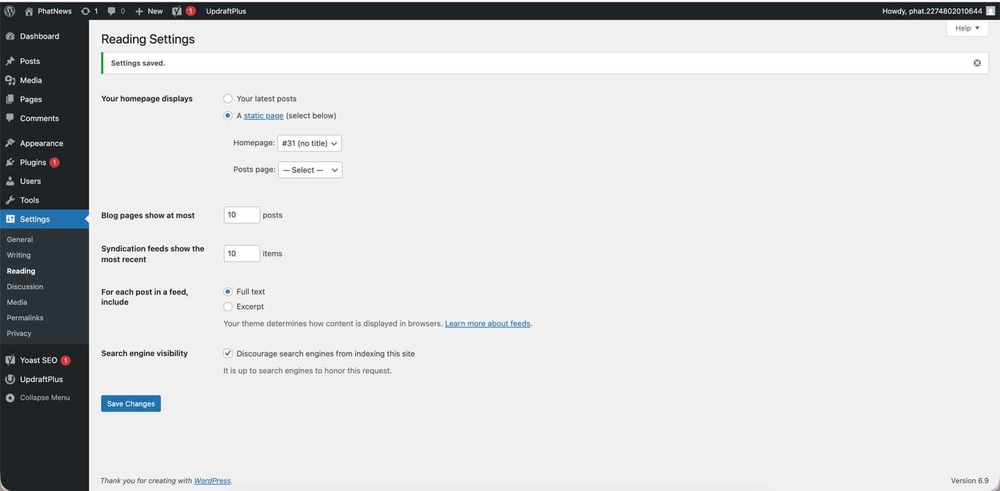 PhatNews 1 0 New 1 UpdraftPlus Howdy, phat.2274802010644
Help
Dashboard
Posts
Media
Pages
Comments
Appearance
Plugins 1
Users
Tools
Settings
General
Writing
Reading
Discussion
Media
Permalinks
Privacy
Yoast SEO 1
UpdraftPlus
Collapse Menu
Reading Settings
Settings saved.
Your homepage displays
Your latest posts
A static page (select below)
Homepage: #31 (no title)
Posts page: — Select —
Blog pages show at most 10 posts
Syndication feeds show the
most recent
10 items
For each post in a feed,
include
Full text
Excerpt
Your theme determines how content is displayed in browsers. Learn more about feeds.
Search engine visibility
Discourage search engines from indexing this site
It is up to search engines to honor this request.
Save Changes
Thank you for creating with WordPress. Version 6.9